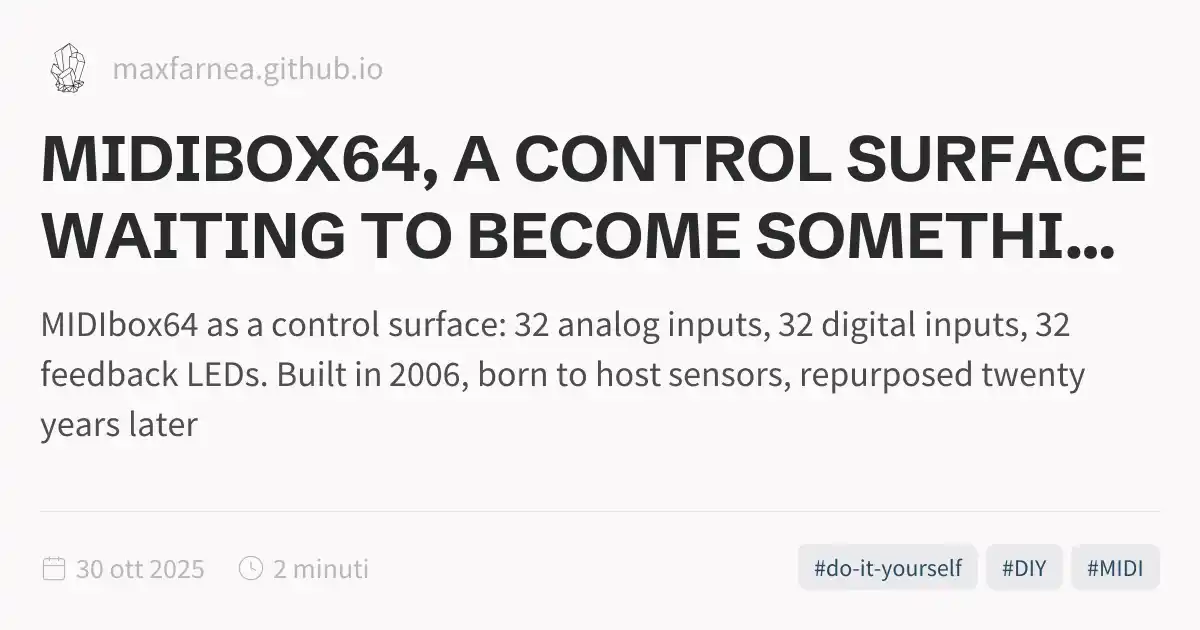 maxfarnea.github.io
MIDIBOX64, A CONTROL SURFACE
WAITING TO BECOME SOMETHI...
MIDIbox64 as a control surface: 32 analog inputs, 32 digital inputs, 32
feedback LEDs. Built in 2006, born to host sensors, repurposed twenty
years later
30 ott 2025 2 minuti #do-it-yourself #DIY #MIDI